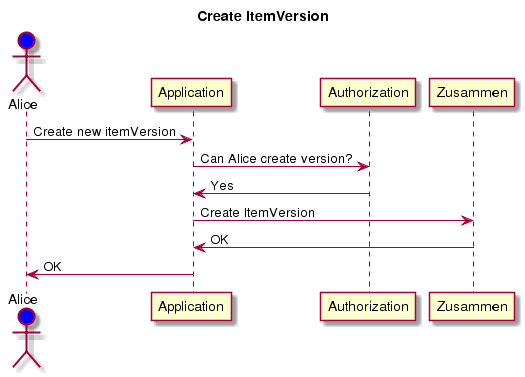 Create ItemVersion
Alice
Application
Authorization
Zusammen
Create new itemVersion
Can Alice create version?
Yes
Create ItemVersion
OK
OK
Alice
Application
Authorization
Zusammen